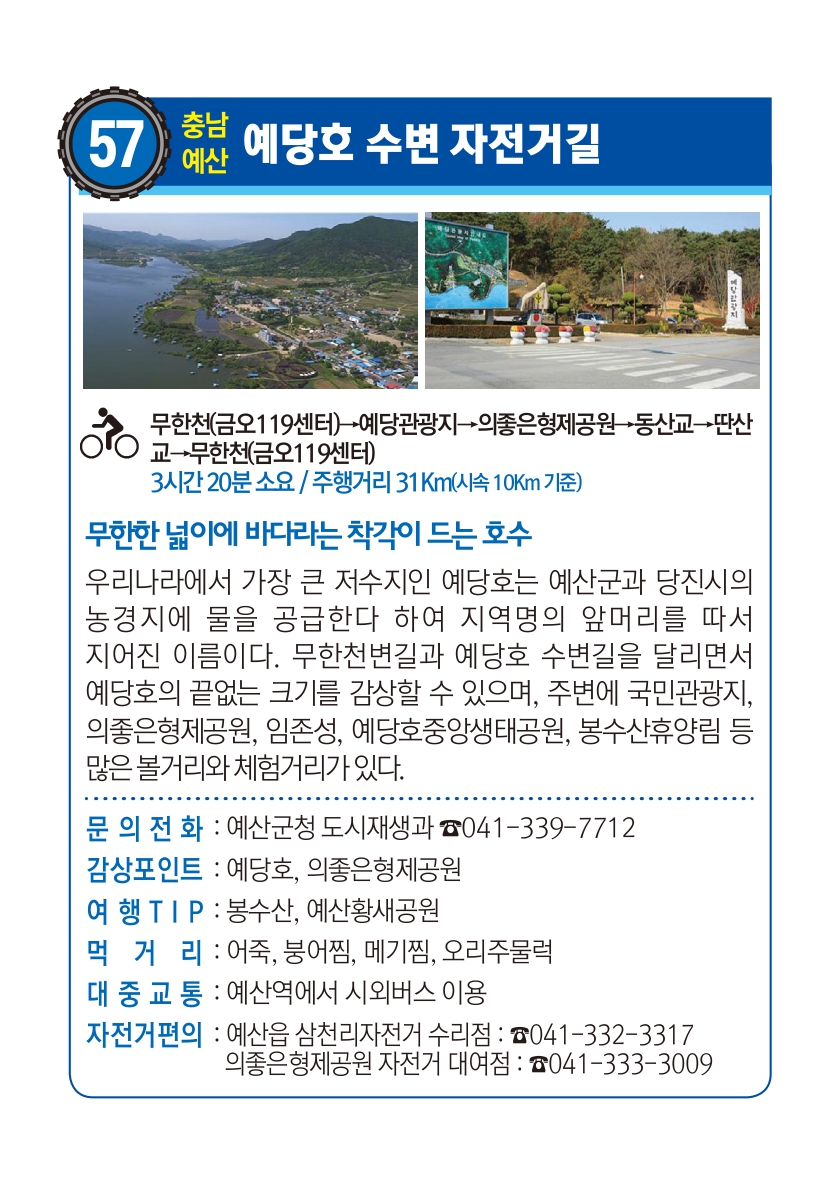 57
충남
예산
예당호 수변 자전거길
예당관광지
무한천(금오119센터)→예당관광지→의좋은형제공원→동산교→딴산
교→무한천(금오119센터)
3시간 20분 소요 / 주행거리 31Km(시속 10Km 기준)
무한한 넓이에 바다라는 착각이 드는 호수
우리나라에서 가장 큰 저수지인 예당호는 예산군과 당진시의
농경지에 물을 공급한다 하여 지역명의 앞머리를 따서
지어진 이름이다. 무한천변길과 예당호 수변길을 달리면서
예당호의 끝없는 크기를 감상할 수 있으며, 주변에 국민관광지,
의좋은형제공원, 임존성, 예당호중앙생태공원, 봉수산휴양림 등
많은 볼거리와 체험거리가 있다.
문의전화 : 예산군청 도시재생과 ☎041-339-7712
감상포인트 : 예당호, 의좋은형제공원
여행TIP : 봉수산, 예산황새공원
먹거리 : 어죽, 붕어찜, 메기찜, 오리주물럭
대중교통 : 예산역에서 시외버스 이용
자전거편의 : 예산읍 삼천리자전거 수리점 : ☎041-332-3317
의좋은형제공원 자전거 대여점 : ☎041-333-3009